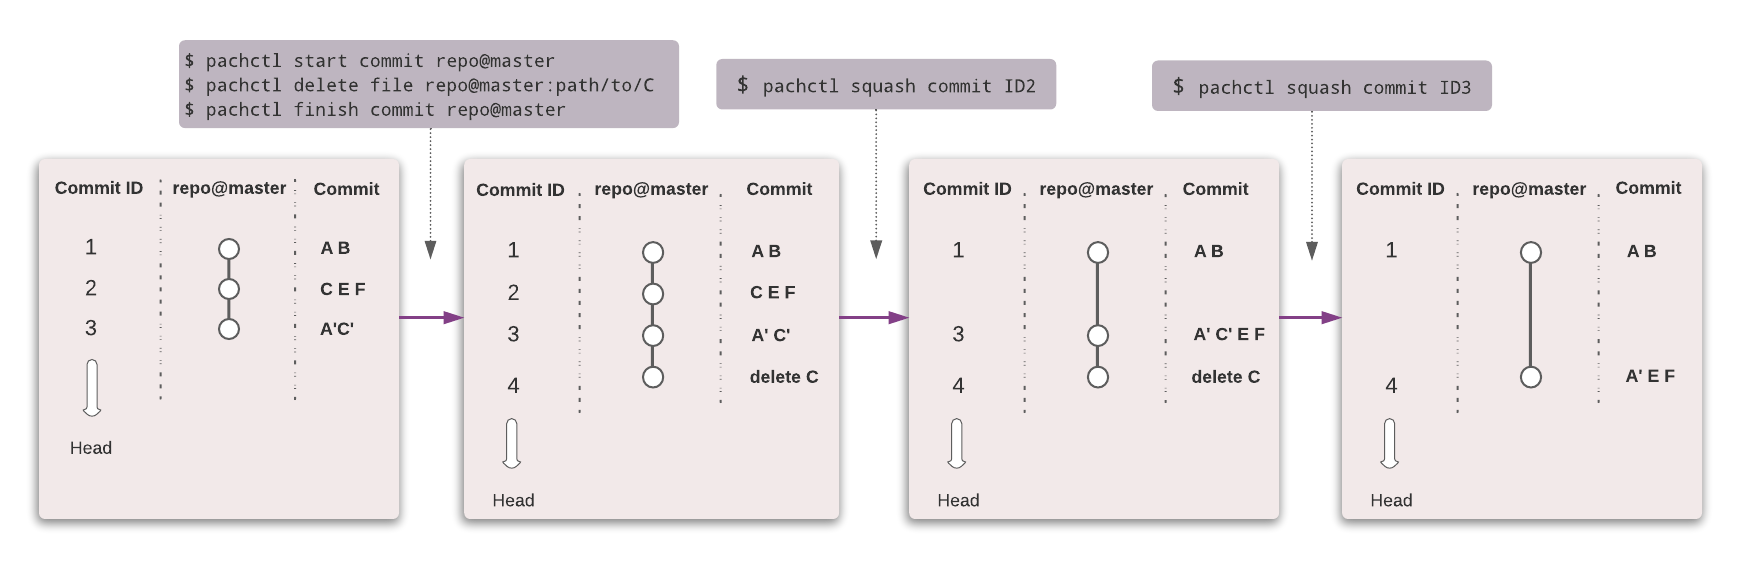 $ pachctl start commit repo@master
$ pachctl delete file repo@master:path/to/C
$ pachctl finish commit repo@master
$ pachctl squash commit ID2
$ pachctl squash commit ID3
Commit ID repo@master Commit
1 A B
2 C E F
3 A'C'
Head
Commit ID repo@master Commit
1 A B
2 C E F
3 A' C'
4 delete C
Head
Commit ID repo@master Commit
1 A B
3 A' C' E F
4 delete C
Head
Commit ID repo@master Commit
1 A B
4 A' E F
Head